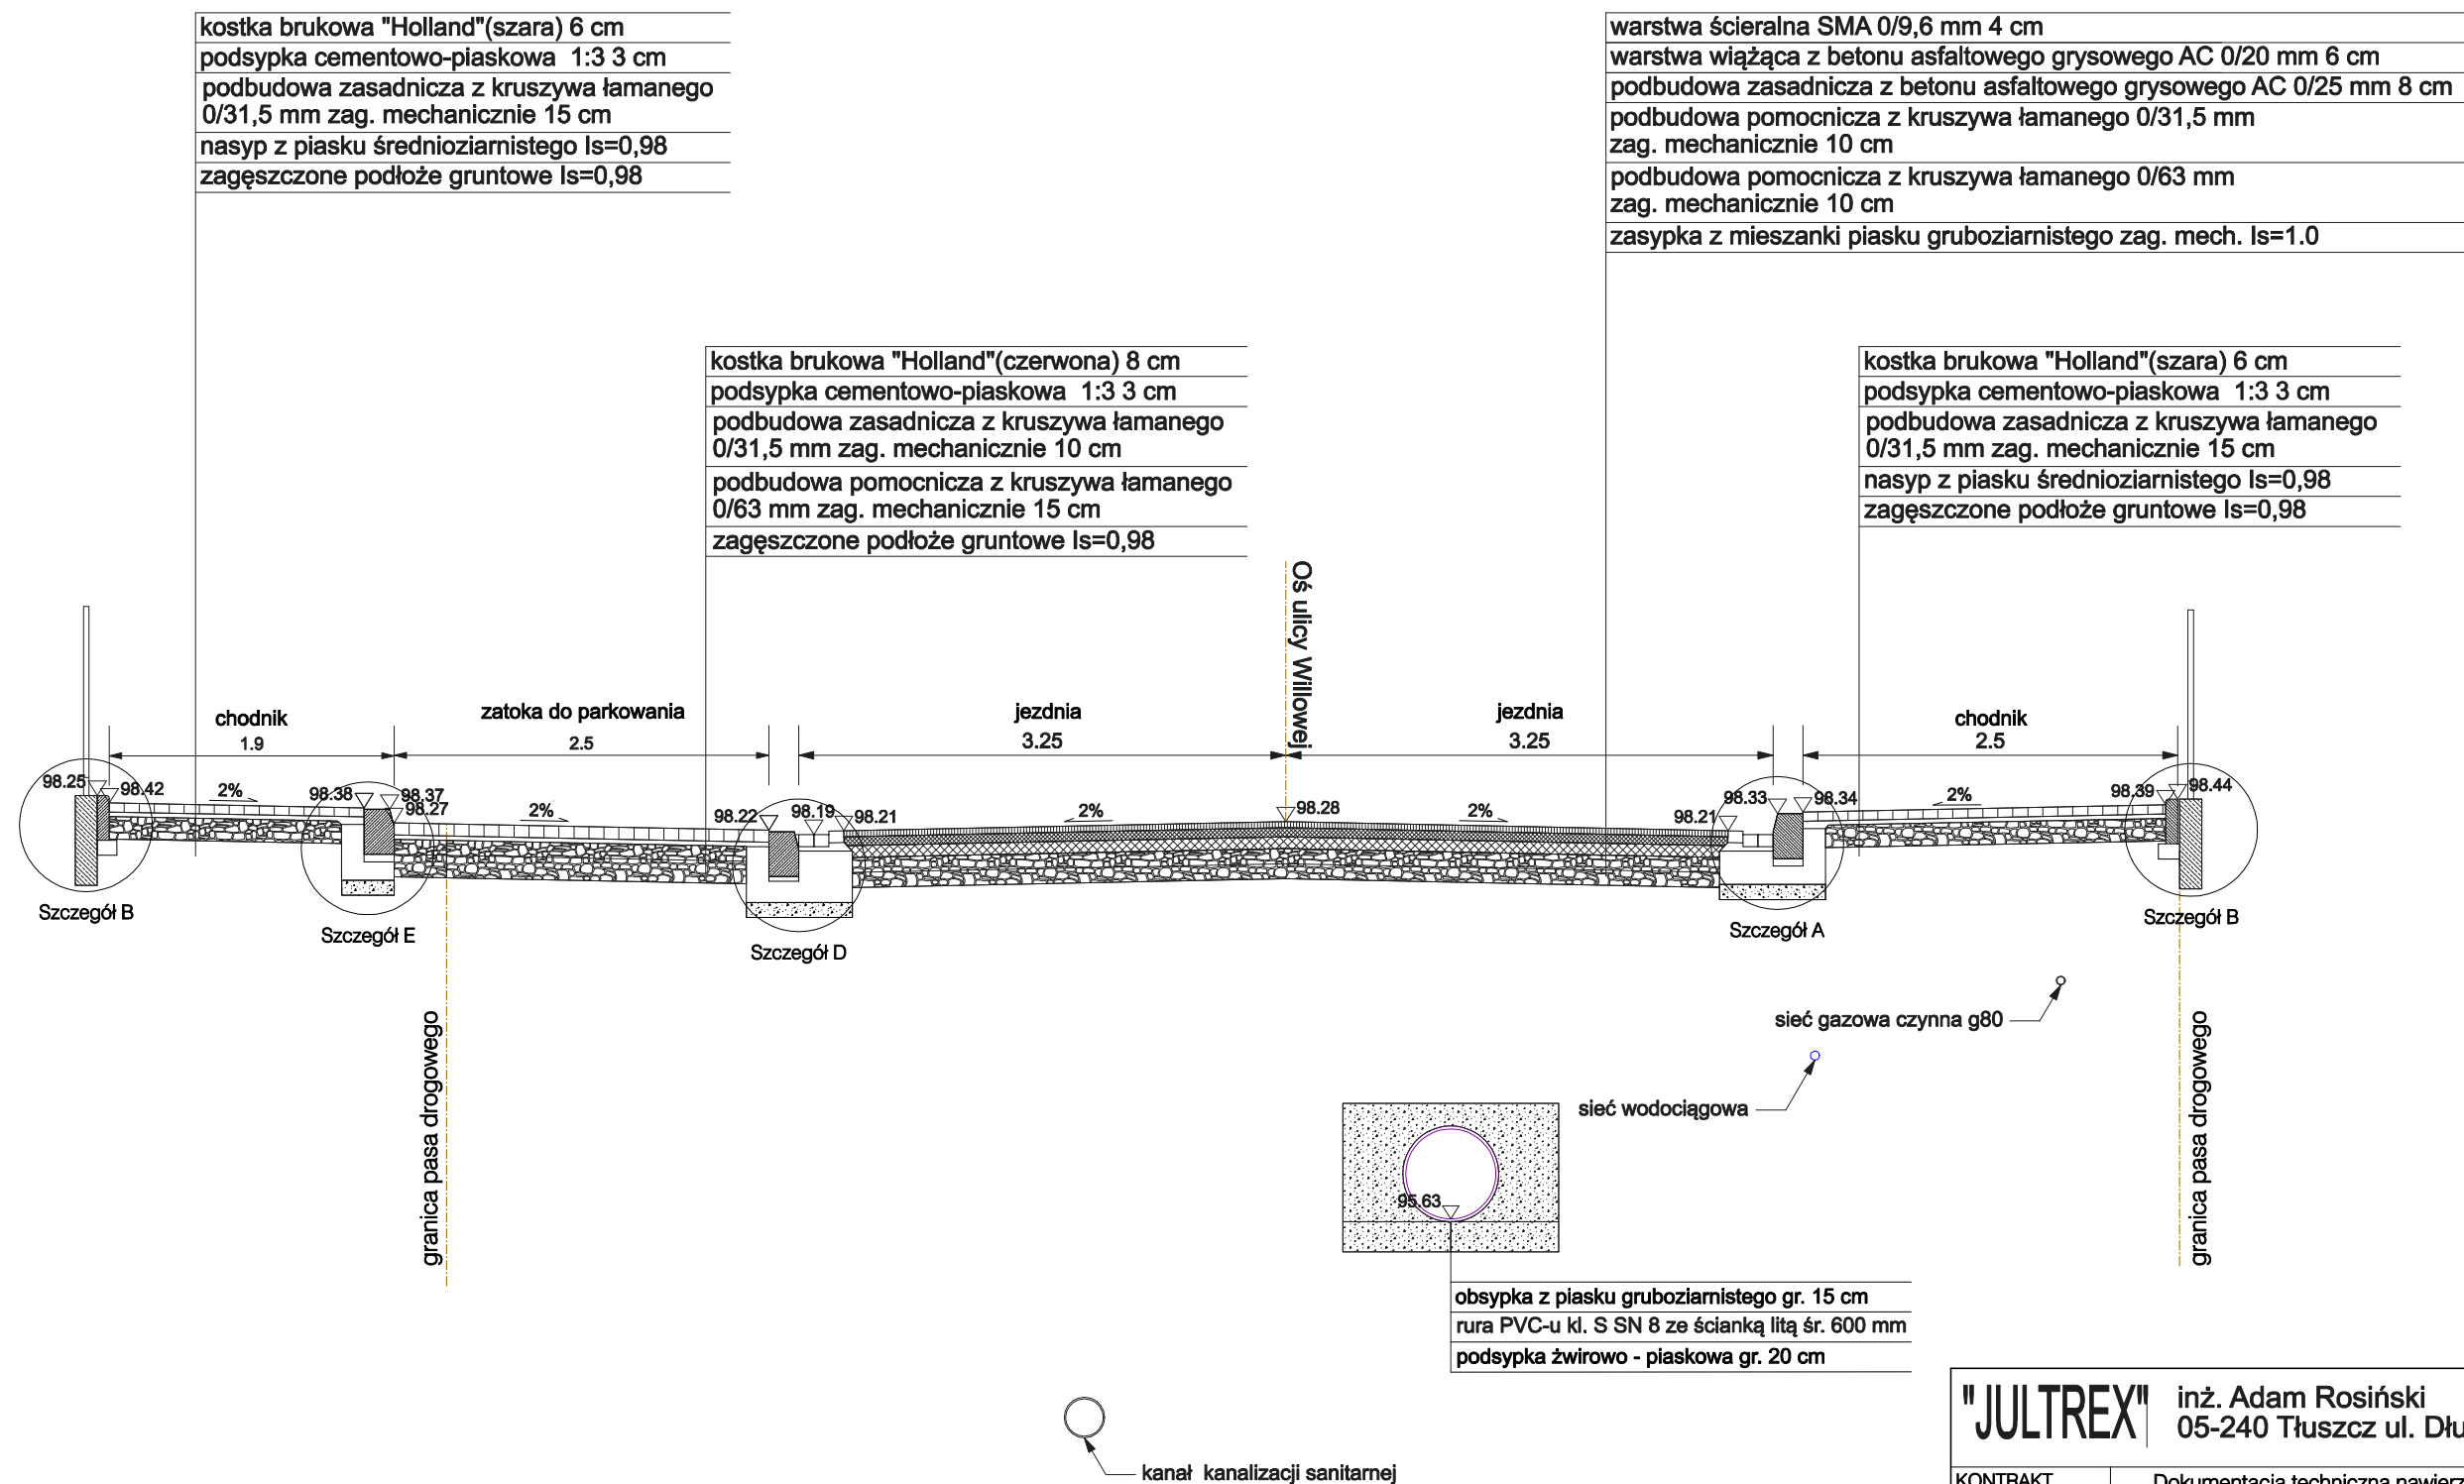 kostka brukowa "Holland"(szara) 6 cm
podsypka cementowo-piaskowa 1:3 3 cm
podbudowa zasadnicza z kruszywa łamanego
0/31,5 mm zag. mechanicznie 15 cm
nasyp z piasku średnioziarnistego Is=0,98
zagęszczone podłoże gruntowe Is=0,98
warstwa ścieralna SMA 0/9,6 mm 4 cm
warstwa wiążąca z betonu asfaltowego grysowego AC 0/20 mm 6 cm
podbudowa zasadnicza z betonu asfaltowego grysowego AC 0/25 mm 8 cm
podbudowa pomocnicza z kruszywa łamanego 0/31,5 mm
zag. mechanicznie 10 cm
podbudowa pomocnicza z kruszywa łamanego 0/63 mm
zag. mechanicznie 10 cm
zasypka z mieszanki piasku gruboziarnistego zag. mech. Is=1.0
kostka brukowa "Holland"(czerwona) 8 cm
podsypka cementowo-piaskowa 1:3 3 cm
podbudowa zasadnicza z kruszywa łamanego
0/31,5 mm zag. mechanicznie 10 cm
podbudowa pomocnicza z kruszywa łamanego
0/63 mm zag. mechanicznie 15 cm
zagęszczone podłoże gruntowe Is=0,98
kostka brukowa "Holland"(szara) 6 cm
podsypka cementowo-piaskowa 1:3 3 cm
podbudowa zasadnicza z kruszywa łamanego
0/31,5 mm zag. mechanicznie 15 cm
nasyp z piasku średnioziarnistego Is=0,98
zagęszczone podłoże gruntowe Is=0,98
Oś ulicy Willowej
chodnik
1.9
zatoka do parkowania
2.5
jezdnia
3.25
jezdnia
3.25
chodnik
2.5
98.25
98.42
2%
98.38
98.37
98.27
2%
98.22
98.19
98.21
2%
98.28
2%
98.21
98.33
98.34
2%
98.39
98.44
Szczegół B
Szczegół E
Szczegół D
Szczegół A
Szczegół B
granica pasa drogowego
sieć gazowa czynna g80
sieć wodociągowa
granica pasa drogowego
95.63
obsypka z piasku gruboziarnistego gr. 15 cm
rura PVC-u kl. S SN 8 ze ścianką litą śr. 600 mm
podsypka żwirowo - piaskowa gr. 20 cm
kanał kanalizacji sanitarnej
"JULTREX"
inż. Adam Rosiński
05-240 Tłuszcz ul. Dłu
KONTRAKT
Dokumentacja techniczna nawierz